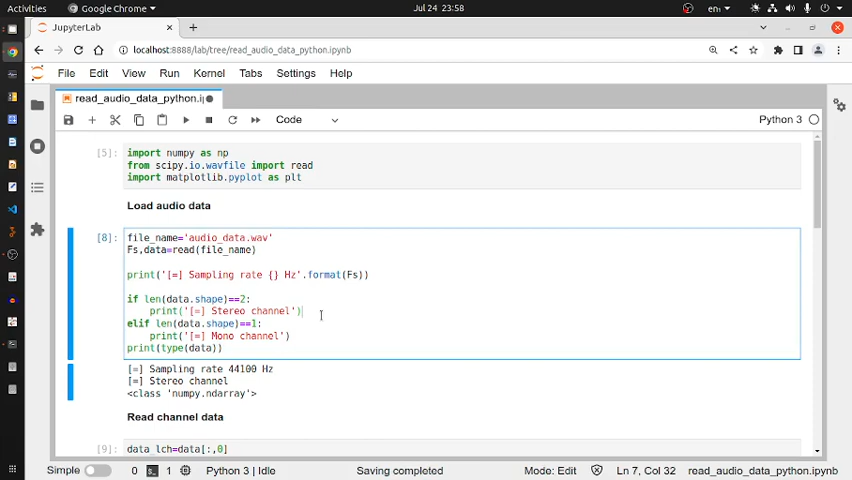 Activities
Google Chrome
Jul 24 23:58
en₁
JupyterLab
localhost:8888/lab/tree/read_audio_data_python.ipynb
File Edit View Run Kernel Tabs Settings Help
read_audio_data_python.ip
Code
Python 3
[5]:
import numpy as np
from scipy.io.wavfile import read
import matplotlib.pyplot as plt
Load audio data
[8]:
file_name='audio_data.wav'
Fs,data=read(file_name)
print('[=] Sampling rate {} Hz'.format(Fs))
if len(data.shape)==2:
print('[=] Stereo channel')
elif len(data.shape)==1:
print('[=] Mono channel')
print(type(data))
[=] Sampling rate 44100 Hz
[=] Stereo channel
<class 'numpy.ndarray'>
Read channel data
[9]:
data_lch=data[:,0]
Simple 0 1 Python 3 | Idle Saving completed Mode: Edit Ln 7, Col 32 read_audio_data_python.ipynb